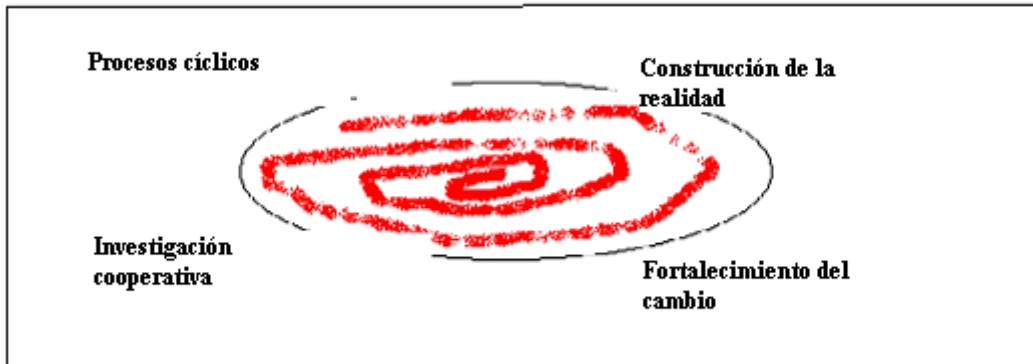 Procesos cíclicos
Construcción de la
realidad
Investigación
cooperativa
Fortalecimiento del
cambio